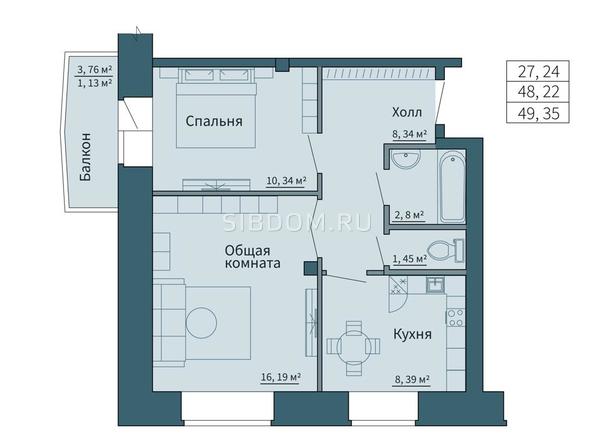 3,76 м²
1,13 м²
Балкон
Спальня
10,34 м²
Холл
8,34 м²
27,24
48,22
49,35
2,8 м²
SIBDOM.RU
Общая
комната
1,45 м²
16,19 м²
Кухня
8,39 м²